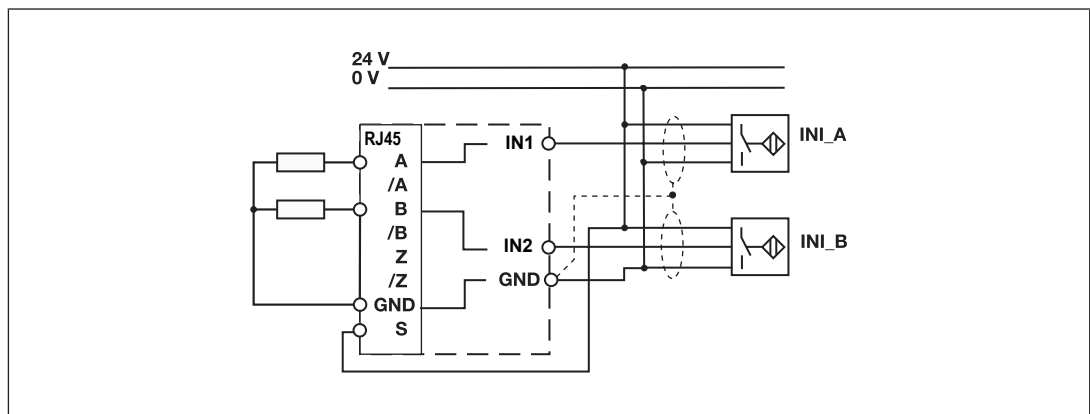 24 V
0 V
RJ45
A
/A
B
/B
Z
/Z
GND
S
IN1
IN2
GND
INI_A
INI_B